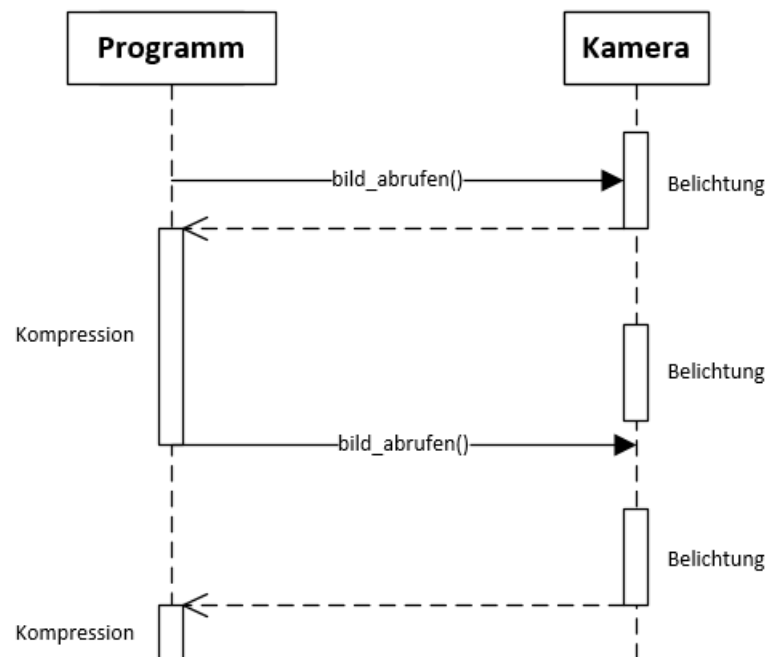 Programm
Kamera
bild_abrufen()
Belichtung
Kompression
Belichtung
bild_abrufen()
Belichtung
Kompression